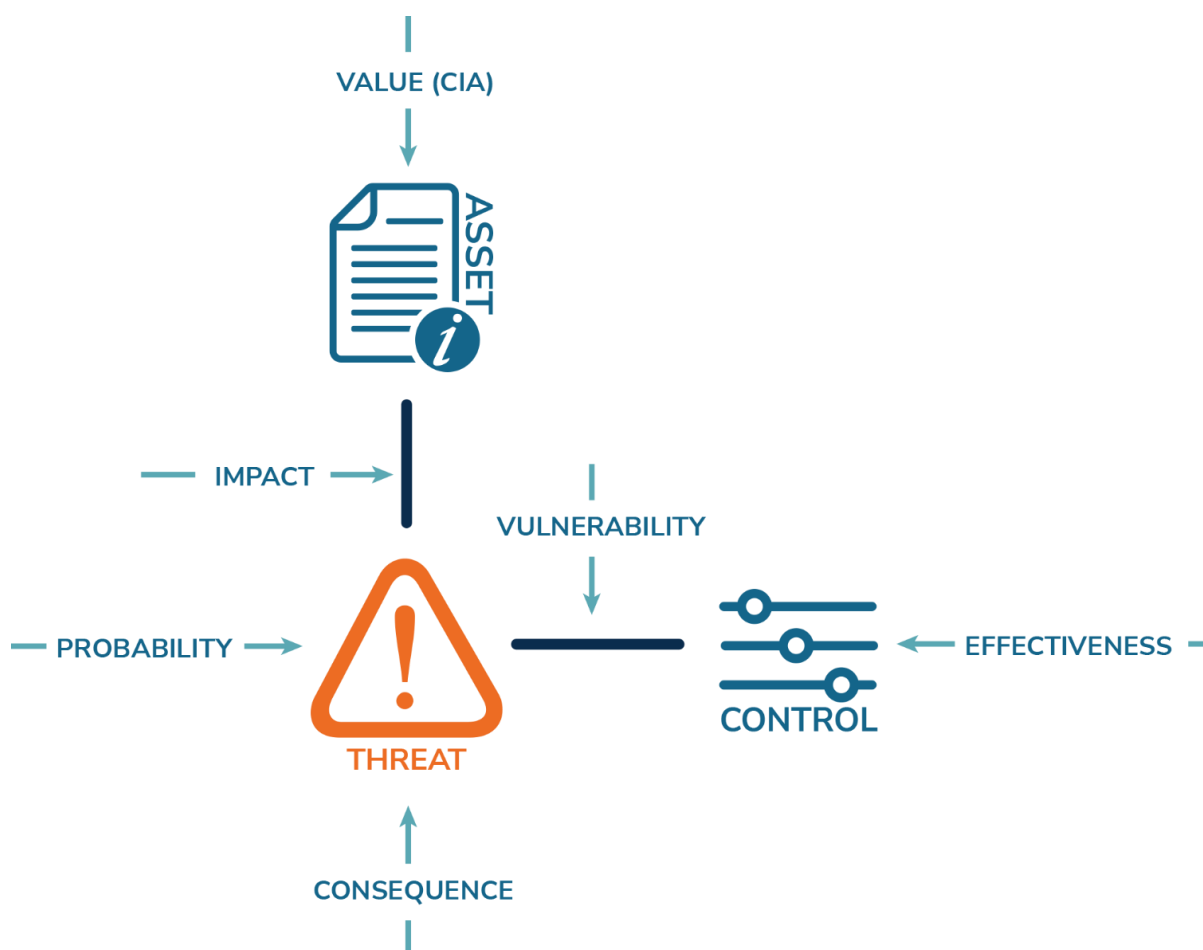 VALUE (CIA)
ASSET
i
IMPACT
VULNERABILITY
PROBABILITY
!
EFFECTIVENESS
CONTROL
THREAT
CONSEQUENCE